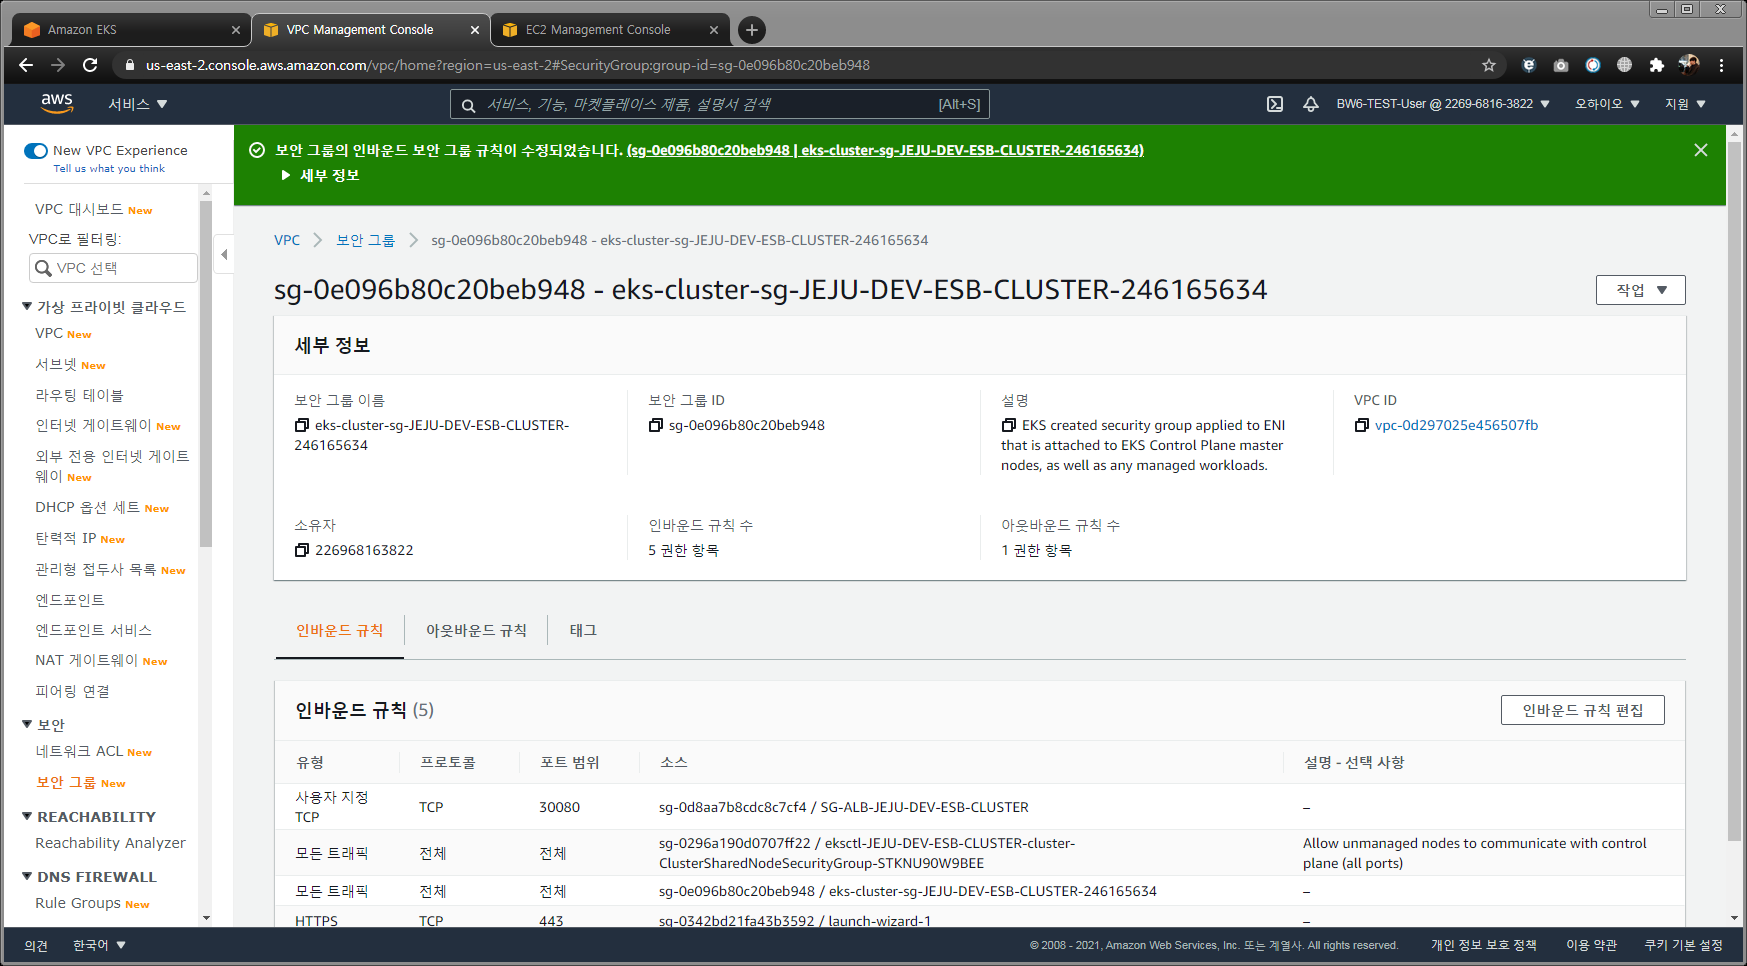 Amazon EKS
VPC Management Console
EC2 Management Console
us-east-2.console.aws.amazon.com/vpc/home?region=us-east-2#SecurityGroup:group-id=sg-0e096b80c20beb948
aws
서비스
서비스, 기능, 마켓플레이스 제품, 설명서 검색
[Alt+S]
BW6-TEST-User @ 2269-6816-3822
오하이오
지원
New VPC Experience
Tell us what you think
VPC 대시보드 New
VPC로 필터링:
VPC 선택
가상 프라이빗 클라우드
VPC New
서브넷 New
라우팅 테이블
인터넷 게이트웨이 New
외부 전용 인터넷 게이트
웨이 New
DHCP 옵션 세트 New
탄력적 IP New
관리형 접두사 목록 New
엔드포인트
엔드포인트 서비스
NAT 게이트웨이 New
피어링 연결
보안
네트워크 ACL New
보안 그룹 New
REACHABILITY
Reachability Analyzer
DNS FIREWALL
Rule Groups New
보안 그룹의 인바운드 보안 그룹 규칙이 수정되었습니다. (sg-0e096b80c20beb948 | eks-cluster-sg-JEJU-DEV-ESB-CLUSTER-246165634)
세부 정보
VPC
보안 그룹
sg-0e096b80c20beb948 - eks-cluster-sg-JEJU-DEV-ESB-CLUSTER-246165634
sg-0e096b80c20beb948 - eks-cluster-sg-JEJU-DEV-ESB-CLUSTER-246165634
작업
세부 정보
보안 그룹 이름
eks-cluster-sg-JEJU-DEV-ESB-CLUSTER-
246165634
보안 그룹 ID
sg-0e096b80c20beb948
설명
EKS created security group applied to ENI
that is attached to EKS Control Plane master
nodes, as well as any managed workloads.
VPC ID
vpc-0d297025e456507fb
소유자
226968163822
인바운드 규칙 수
5 권한 항목
아웃바운드 규칙 수
1 권한 항목
인바운드 규칙
아웃바운드 규칙
태그
인바운드 규칙 (5)
인바운드 규칙 편집
유형
프로토콜
포트 범위
소스
설명 - 선택 사항
사용자 지정
TCP
TCP
30080
sg-0d8aa7b8cdc8c7cf4 / SG-ALB-JEJU-DEV-ESB-CLUSTER
–
모든 트래픽
전체
전체
sg-0296a190d0707ff22 / eksctl-JEJU-DEV-ESB-CLUSTER-cluster-
ClusterSharedNodeSecurityGroup-STKNU90W9BEE
Allow unmanaged nodes to communicate with control
plane (all ports)
모든 트래픽
전체
전체
sg-0e096b80c20beb948 / eks-cluster-sg-JEJU-DEV-ESB-CLUSTER-246165634
–
HTTPS
TCP
443
sg-0342bd21fa43b3592 / launch-wizard-1
–
의견
한국어
© 2008 - 2021, Amazon Web Services, Inc. 또는 계열사. All rights reserved.
개인 정보 보호 정책
이용 약관
쿠키 기본 설정